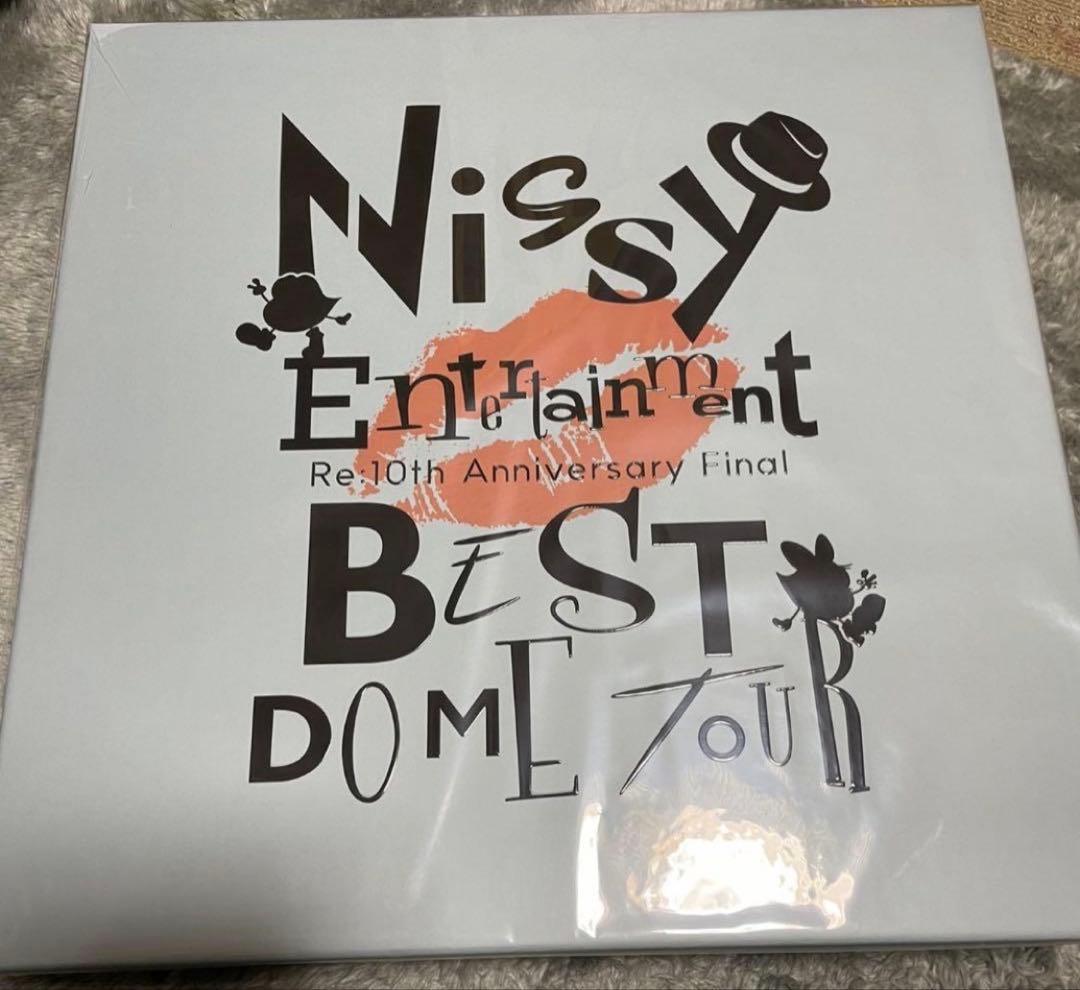 Nissy
Entertainment
Re:10th Anniversary Final
BEST
DOME TOUR